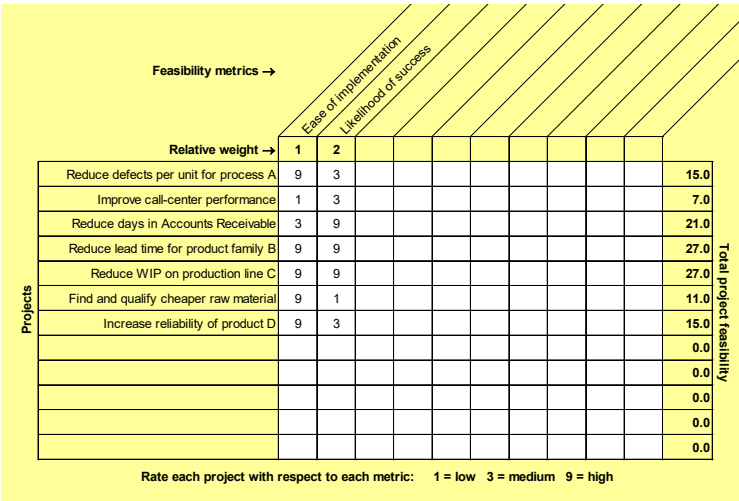 Feasibility metrics →
Ease of implementation
Likelihood of success
Relative weight → 1 2
Reduce defects per unit for process A 9 3 15.0
Improve call-center performance 1 3 7.0
Reduce days in Accounts Receivable 3 9 21.0
Reduce lead time for product family B 9 9 27.0
Reduce WIP on production line C 9 9 27.0
Find and qualify cheaper raw material 9 1 11.0
Increase reliability of product D 9 3 15.0
0.0
0.0
0.0
0.0
0.0
Projects
Total project feasibility
Rate each project with respect to each metric: 1 = low 3 = medium 9 = high